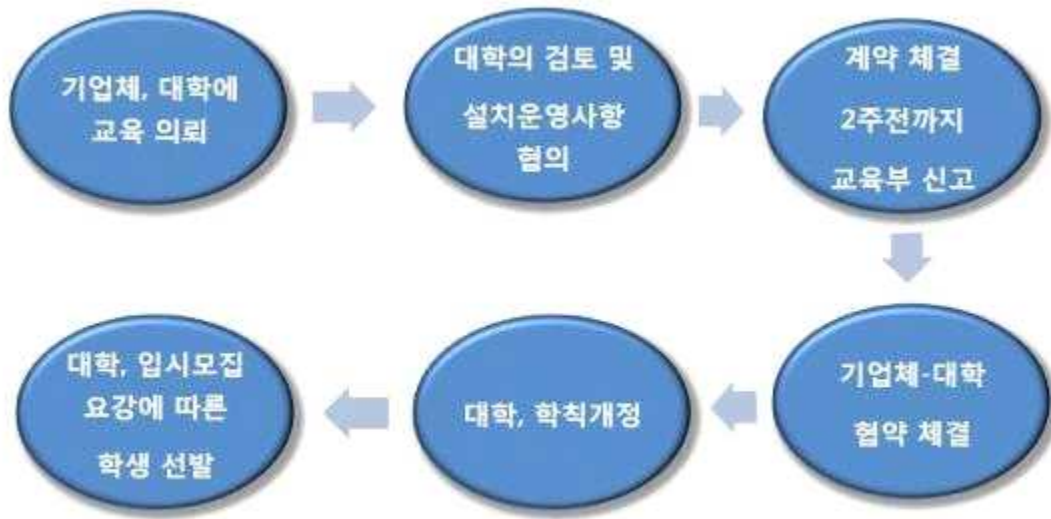 기업체, 대학에
교육 의뢰
대학의 검토 및
설치운영사항
협의
계약 체결
2주전까지
교육부 신고
기업체-대학
협약 체결
대학, 학칙개정
대학, 입시모집
요강에 따른
학생 선발